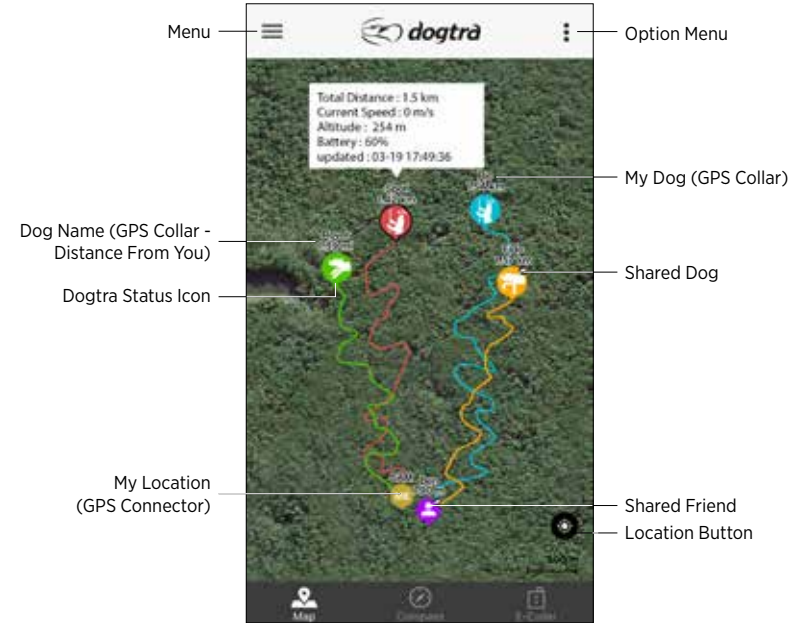 Menu
dogtra
Option Menu
Total Distance : 1.5 km
Current Speed : 0 m/s
Altitude : 254 m
Battery : 60%
updated : 03-19 17:49:36
My Dog (GPS Collar)
Dog Name (GPS Collar -
Distance From You)
Shared Dog
Dogtra Status Icon
My Location
(GPS Connector)
Shared Friend
Location Button
Map
Compass
E-Collar